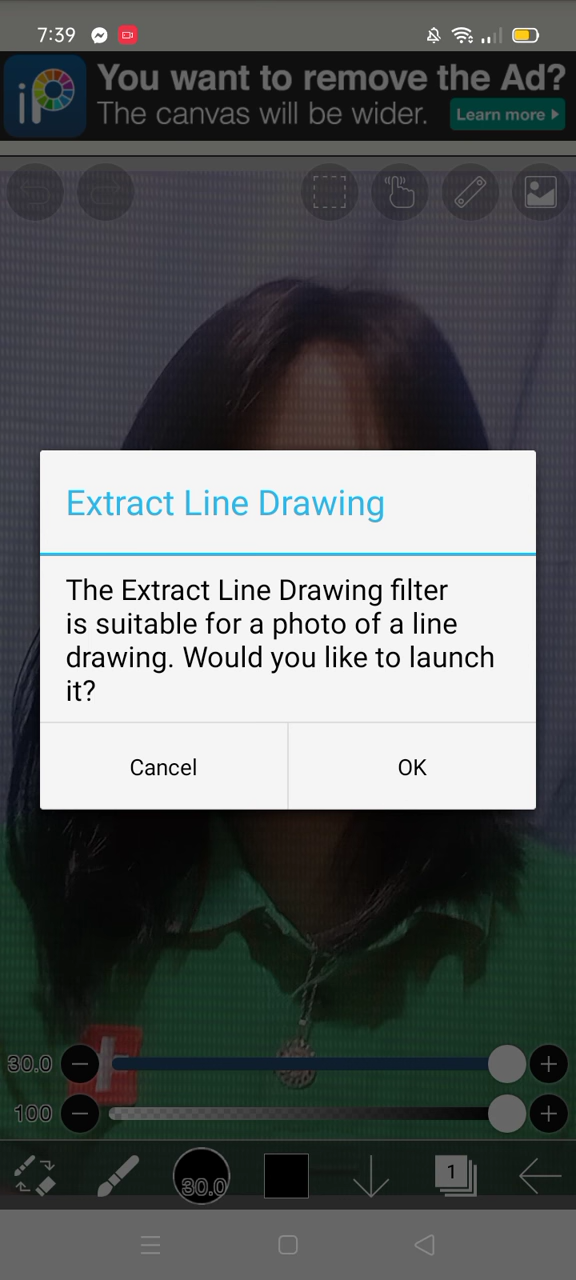 7:39
iP
You want to remove the Ad?
The canvas will be wider.
Learn more
Extract Line Drawing
The Extract Line Drawing filter
is suitable for a photo of a line
drawing. Would you like to launch
it?
Cancel
OK
30.0
100
30.0
1